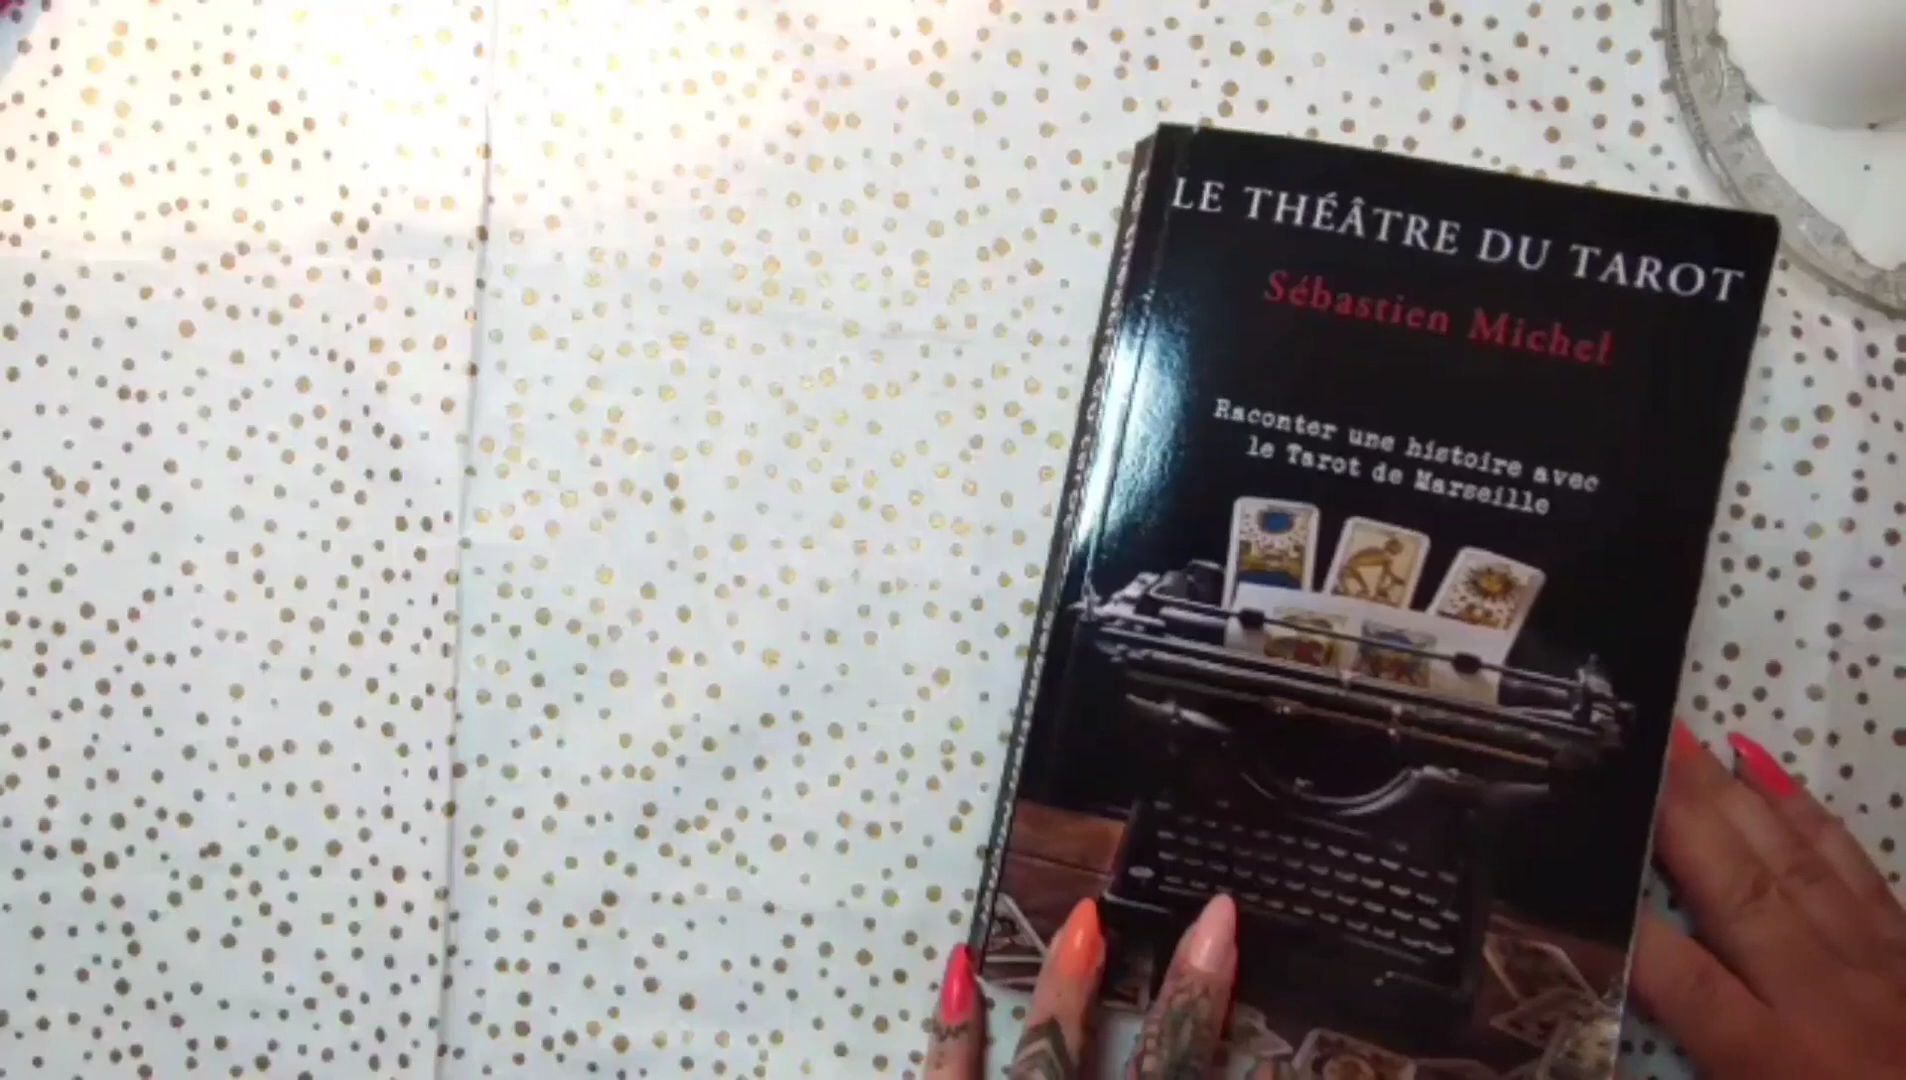 LE THÉÂTRE DU TAROT
Sébastien Michel
Raconter une histoire avec
le Tarot de Marseille